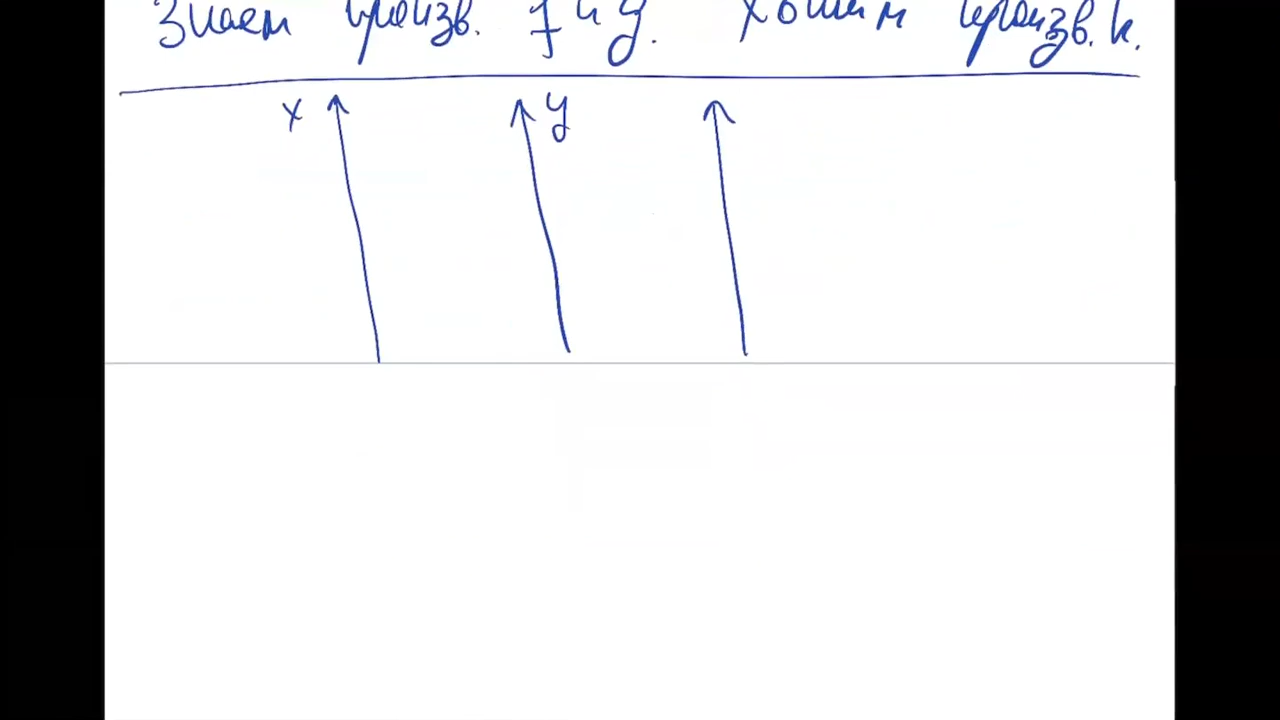 Знаем произв. f и g. Хотим произв. h.
x y